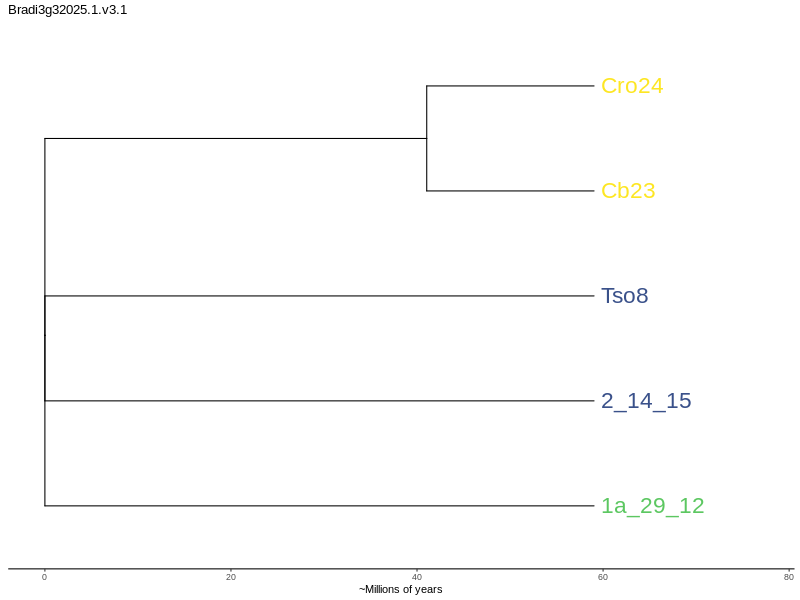 Bradi3g32025.1.v3.1
Cro24
Cb23
Tso8
2_14_15
1a_29_12
0 20 40 60 80
~Millions of years